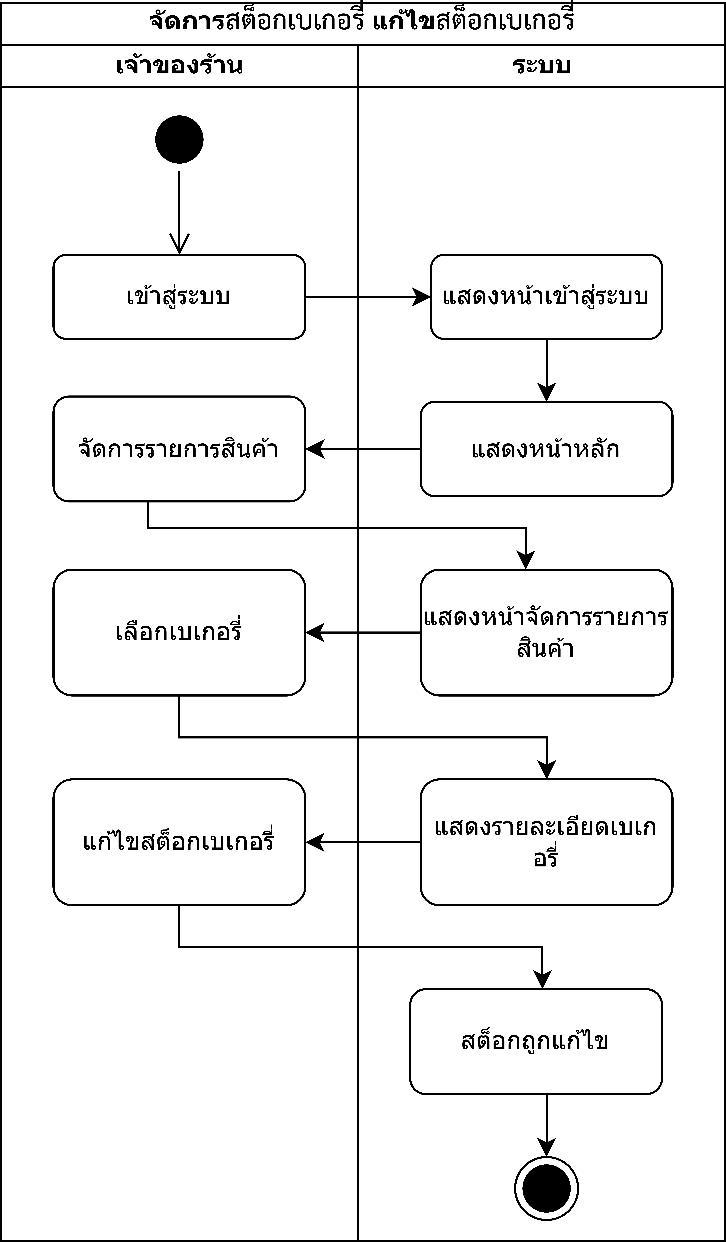 จัดการสต็อกเบเกอรี่ แก้ไขสต็อกเบเกอรี่
เจ้าของร้าน
ระบบ
เข้าสู่ระบบ
แสดงหน้าเข้าสู่ระบบ
จัดการรายการสินค้า
แสดงหน้าหลัก
เลือกเบเกอรี่
แสดงหน้าจัดการรายการ
สินค้า
แก้ไขสต็อกเบเกอรี่
แสดงรายละเอียดเบเก
อรี่
สต็อกถูกแก้ไข